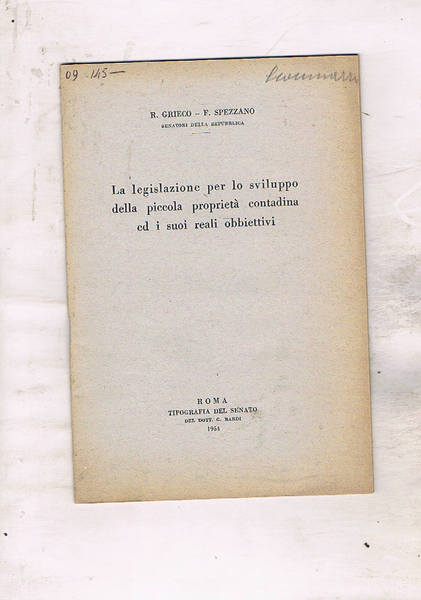 09 145—
R. GRIECO – F. SPEZZANO
SENATORI DELLA REPUBBLICA
La legislazione per lo sviluppo
della piccola proprietà contadina
ed i suoi reali obbiettivi
ROMA
TIPOGRAFIA DEL SENATO
DEL DOTT. G. BARDI
1954